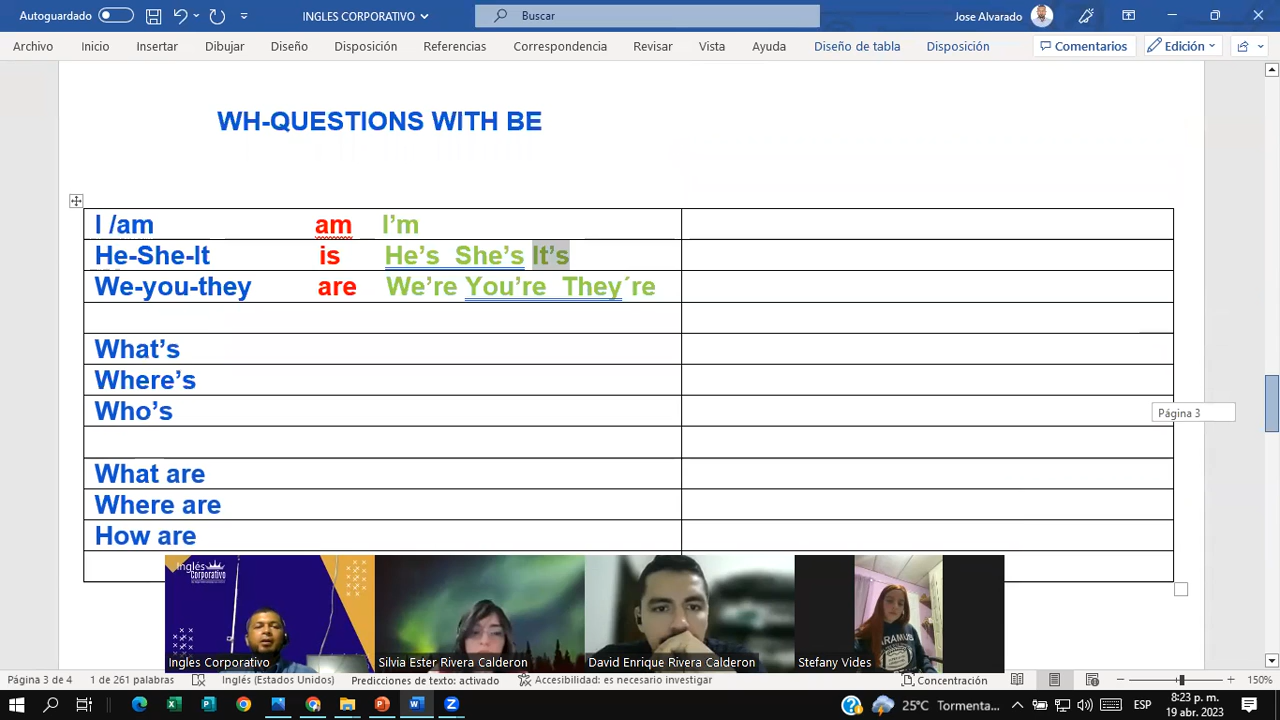 Autoguardado
INGLES CORPORATIVO
Buscar
Jose Alvarado
Archivo Inicio Insertar Dibujar Diseño Disposición Referencias Correspondencia Revisar Vista Ayuda Diseño de tabla Disposición Comentarios Edición
WH-QUESTIONS WITH BE
I /am am I’m
He-She-It is He’s She’s It’s
We-you-they are We’re You’re They´re
What’s
Where’s
Who’s
Página 3
What are
Where are
How are
Inglés
Corporativo
Ingles Corporativo
Silvia Ester Rivera Calderon
David Enrique Rivera Calderon
Stefany Vides
Página 3 de 4 1 de 261 palabras Inglés (Estados Unidos) Predicciones de texto: activado Accesibilidad: es necesario investigar Concentración 150%
25°C Tormenta... ESP 8:23 p. m.
19 abr. 2023